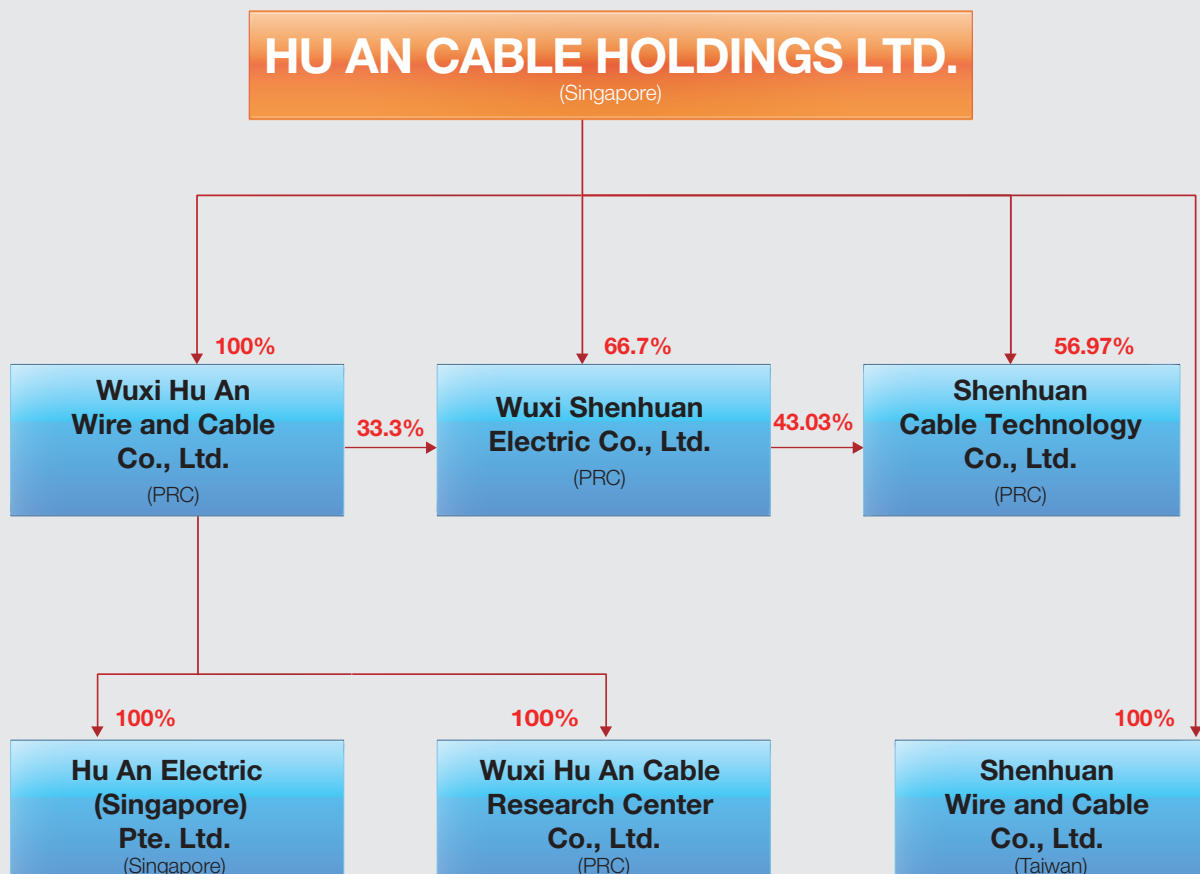 HU AN CABLE HOLDINGS LTD.
(Singapore)
100%
66.7%
56.97%
Wuxi Hu An
Wire and Cable
Co., Ltd.
(PRC)
33.3%
Wuxi Shenhuan
Electric Co., Ltd.
(PRC)
43.03%
Shenhuan
Cable Technology
Co., Ltd.
(PRC)
100%
100%
100%
Hu An Electric
(Singapore)
Pte. Ltd.
(Singapore)
Wuxi Hu An Cable
Research Center
Co., Ltd.
(PRC)
Shenhuan
Wire and Cable
Co., Ltd.
(Taiwan)